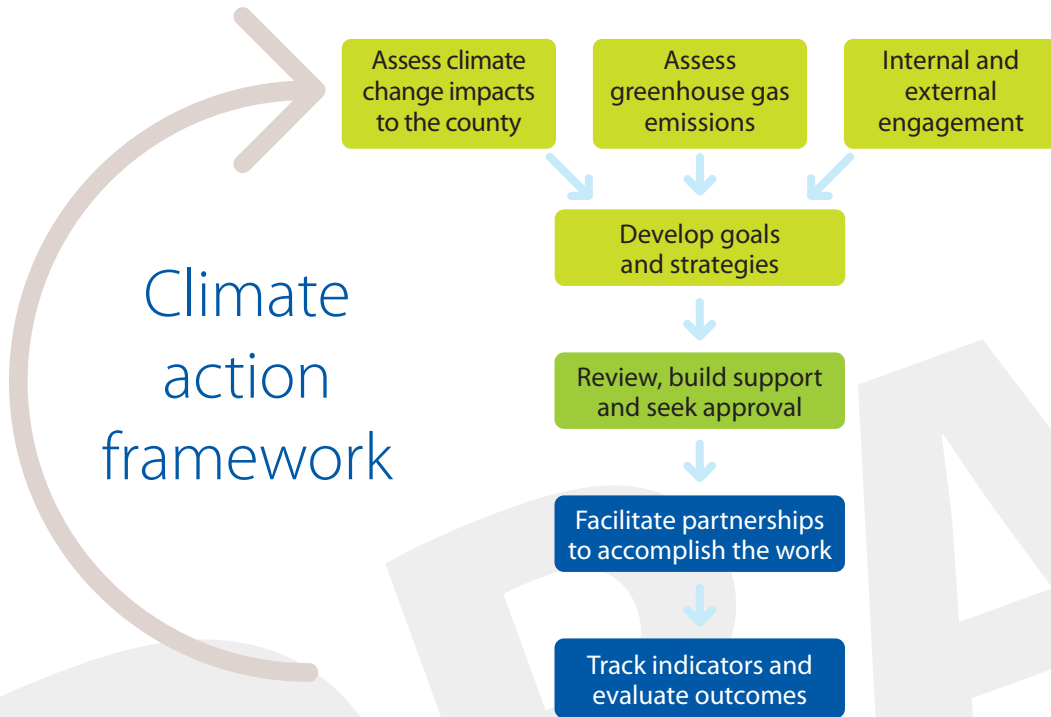 Assess climate
change impacts
to the county
Assess
greenhouse gas
emissions
Internal and
external
engagement
Develop goals
and strategies
Climate
action
framework
Review, build support
and seek approval
Facilitate partnerships
to accomplish the work
Track indicators and
evaluate outcomes